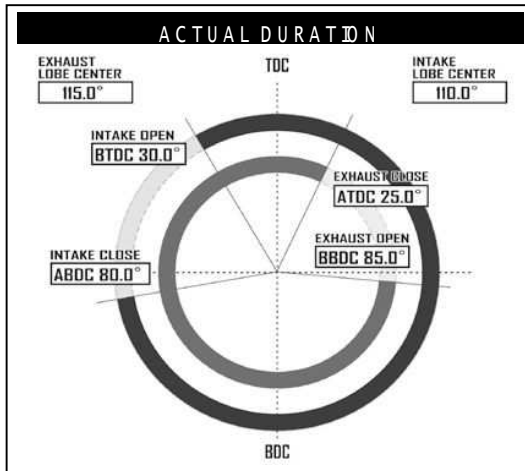 ACTUAL DURATION
EXHAUST
LOBE CENTER
115.0°
TDC
INTAKE
LOBE CENTER
110.0°
INTAKE OPEN
BTDC 30.0°
EXHAUST CLOSE
ATDC 25.0°
INTAKE CLOSE
ABDC 80.0°
EXHAUST OPEN
BBDC 85.0°
BDC